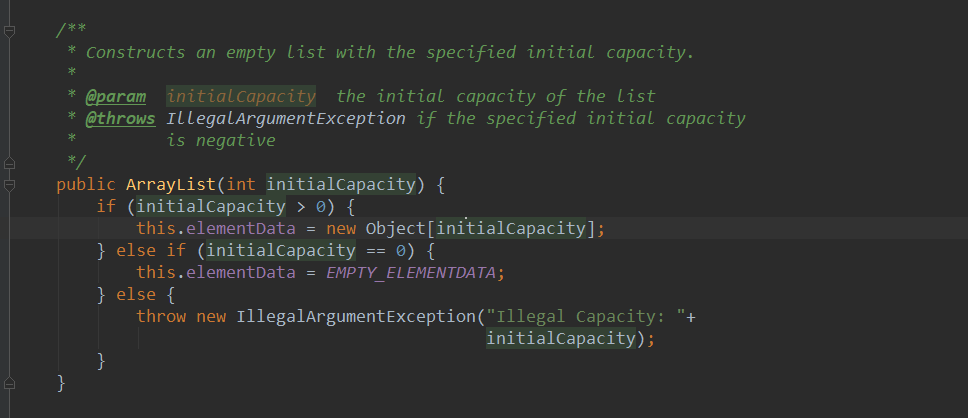 /**
 * Constructs an empty list with the specified initial capacity.
 *
 * @param  initialCapacity  the initial capacity of the list
 * @throws IllegalArgumentException if the specified initial capacity
 *         is negative
 */
public ArrayList(int initialCapacity) {
    if (initialCapacity > 0) {
        this.elementData = new Object[initialCapacity];
    } else if (initialCapacity == 0) {
        this.elementData = EMPTY_ELEMENTDATA;
    } else {
        throw new IllegalArgumentException("Illegal Capacity: "+
                                           initialCapacity);
    }
}